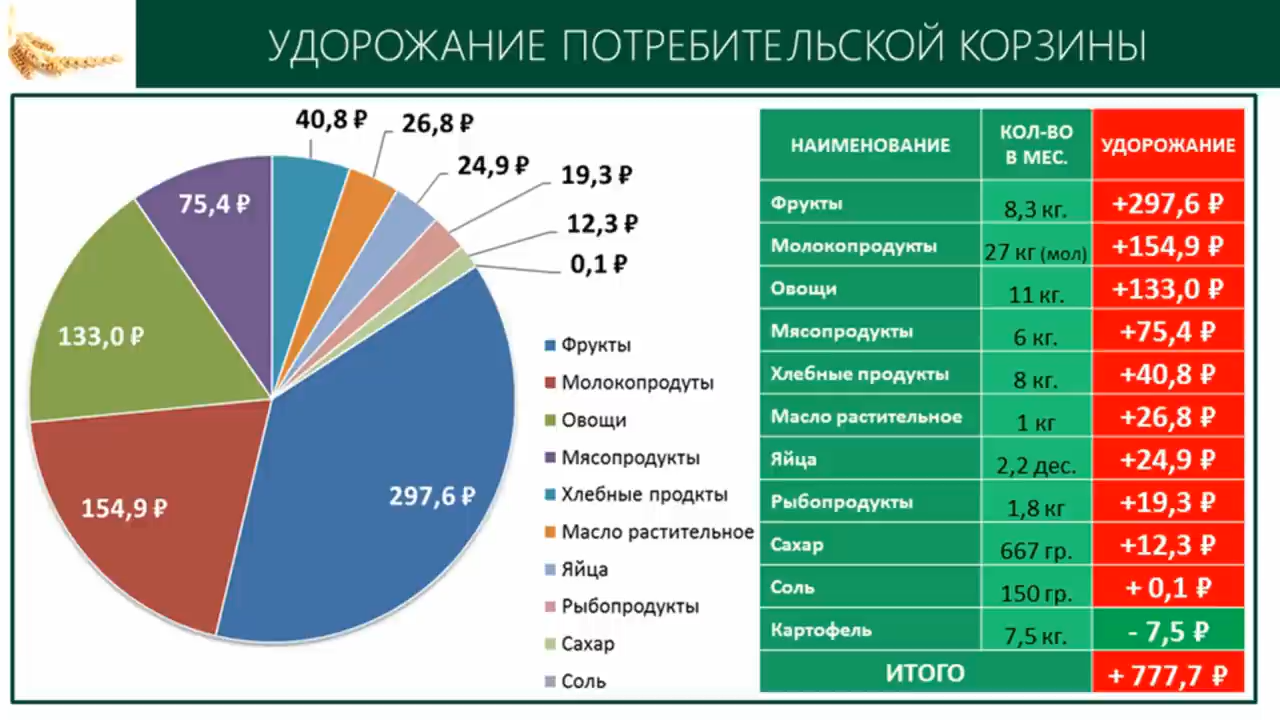 УДОРОЖАНИЕ ПОТРЕБИТЕЛЬСКОЙ КОРЗИНЫ
40,8 ₽
26,8 ₽
24,9 ₽
19,3 ₽
12,3 ₽
0,1 ₽
75,4 ₽
133,0 ₽
154,9 ₽
297,6 ₽
Фрукты
Молокопродуты
Овощи
Мясопродукты
Хлебные продкты
Масло растительное
Яйца
Рыбопродукты
Сахар
Соль
НАИМЕНОВАНИЕ КОЛ-ВО В МЕС. УДОРОЖАНИЕ
Фрукты 8,3 кг. +297,6 ₽
Молокопродукты 27 кг (мол) +154,9 ₽
Овощи 11 кг. +133,0 ₽
Мясопродукты 6 кг. +75,4 ₽
Хлебные продукты 8 кг. +40,8 ₽
Масло растительное 1 кг +26,8 ₽
Яйца 2,2 дес. +24,9 ₽
Рыбопродукты 1,8 кг +19,3 ₽
Сахар 667 гр. +12,3 ₽
Соль 150 гр. + 0,1 ₽
Картофель 7,5 кг. - 7,5 ₽
ИТОГО + 777,7 ₽